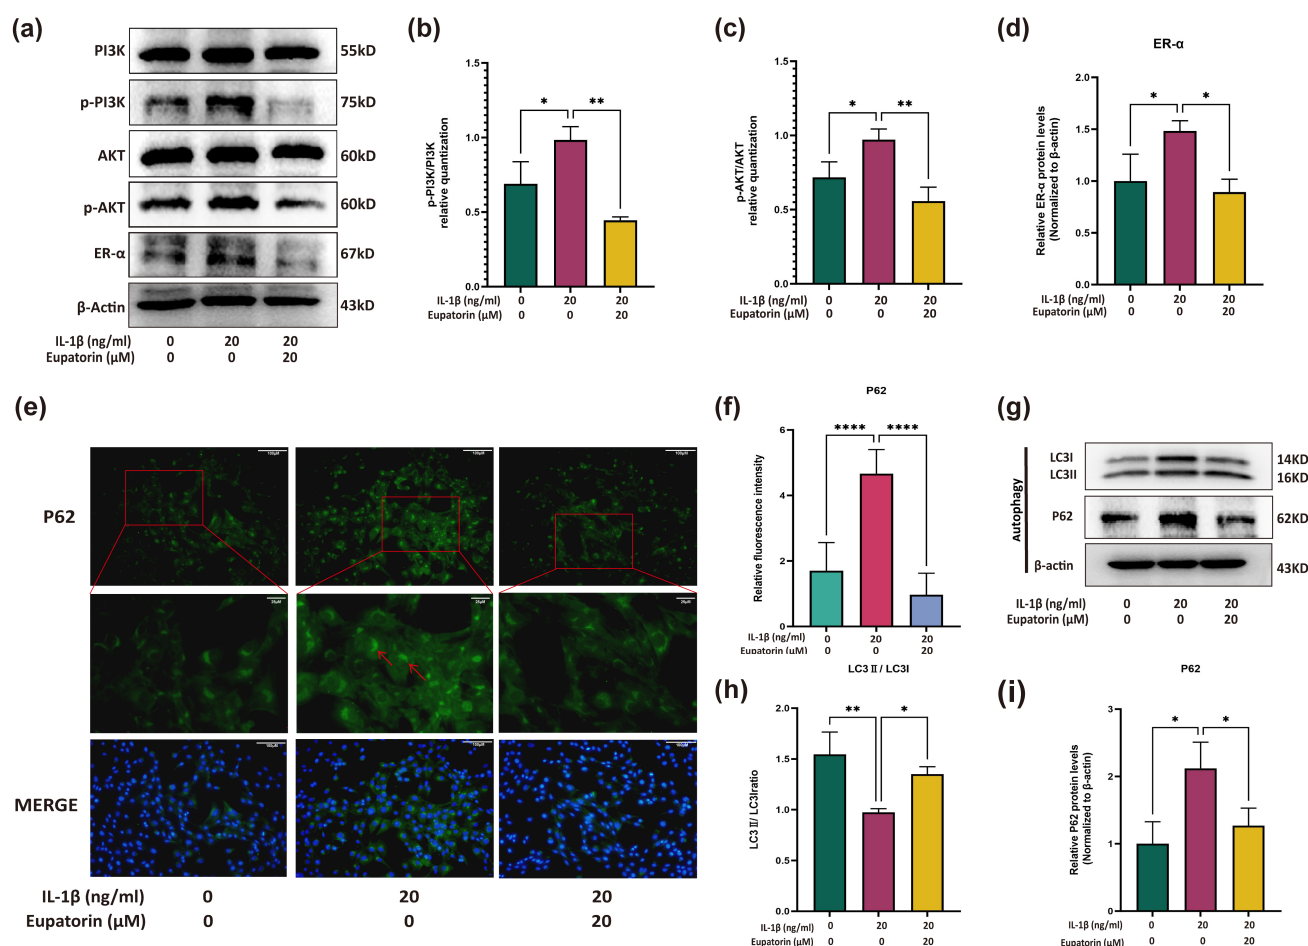 (a)
PI3K
55kD
p-PI3K
75kD
AKT
60kD
p-AKT
60kD
ER-α
67kD
β-Actin
43kD
IL-1β (ng/ml) 0 20 20
Eupatorin (μM) 0 0 20
(b)
p-PI3K/PI3K
relative quantization
1.5
1.0
0.5
0.0
* **
IL-1β (ng/ml) 0 20 20
Eupatorin (μM) 0 0 20
(c)
p-AKT/AKT
relative quantization
1.5
1.0
0.5
0.0
* **
IL-1β (ng/ml) 0 20 20
Eupatorin (μM) 0 0 20
(d)
ER-α
Relative ER-α protein levels
(Normalized to β-actin)
2.0
1.5
1.0
0.5
0.0
* *
IL-1β (ng/ml) 0 20 20
Eupatorin (μM) 0 0 20
(e)
P62
100μM
100μM
100μM
25μM
25μM
25μM
MERGE
100μM
100μM
100μM
IL-1β (ng/ml) 0 20 20
Eupatorin (μM) 0 0 20
(f)
P62
Relative fluorescence intensity
6
4
2
0
**** ****
IL-1β (ng/ml) 0 20 20
Eupatorin (μM) 0 0 20
(g)
Autophagy
LC3I
14KD
LC3II
16KD
P62
62KD
β-actin
43KD
IL-1β (ng/ml) 0 20 20
Eupatorin (μM) 0 0 20
(h)
LC3 II / LC3I
LC3 II/ LC3Iratio
2.0
1.5
1.0
0.5
0.0
** *
IL-1β (ng/ml) 0 20 20
Eupatorin (μM) 0 0 20
(i)
P62
Relative P62 protein levels
(Normalized to β-actin)
3
2
1
0
* *
IL-1β (ng/ml) 0 20 20
Eupatorin (μM) 0 0 20